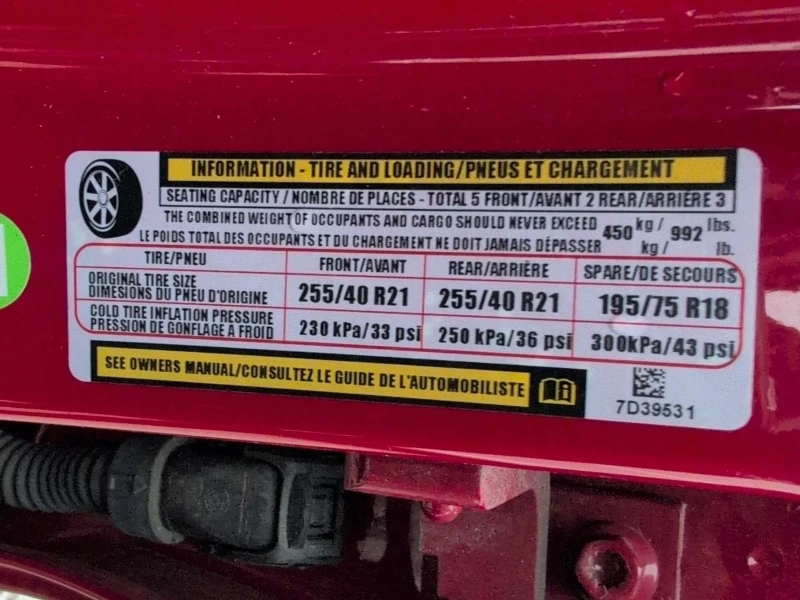 INFORMATION - TIRE AND LOADING/PNEUS ET CHARGEMENT
SEATING CAPACITY / NOMBRE DE PLACES - TOTAL 5 FRONT/AVANT 2 REAR/ARRIÈRE 3
THE COMBINED WEIGHT OF OCCUPANTS AND CARGO SHOULD NEVER EXCEED 450 kg / 992 lbs.
LE POIDS TOTAL DES OCCUPANTS ET DU CHARGEMENT NE DOIT JAMAIS DÉPASSER kg / lb.
TIRE/PNEU FRONT/AVANT REAR/ARRIÈRE SPARE/DE SECOURS
ORIGINAL TIRE SIZE
DIMESIONS DU PNEU D'ORIGINE 255/40 R21 255/40 R21 195/75 R18
COLD TIRE INFLATION PRESSURE
PRESSION DE GONFLAGE A FROID 230 kPa/33 psi 250 kPa/36 psi 300kPa/43 psi
SEE OWNERS MANUAL/CONSULTEZ LE GUIDE DE L'AUTOMOBILISTE
7D39531